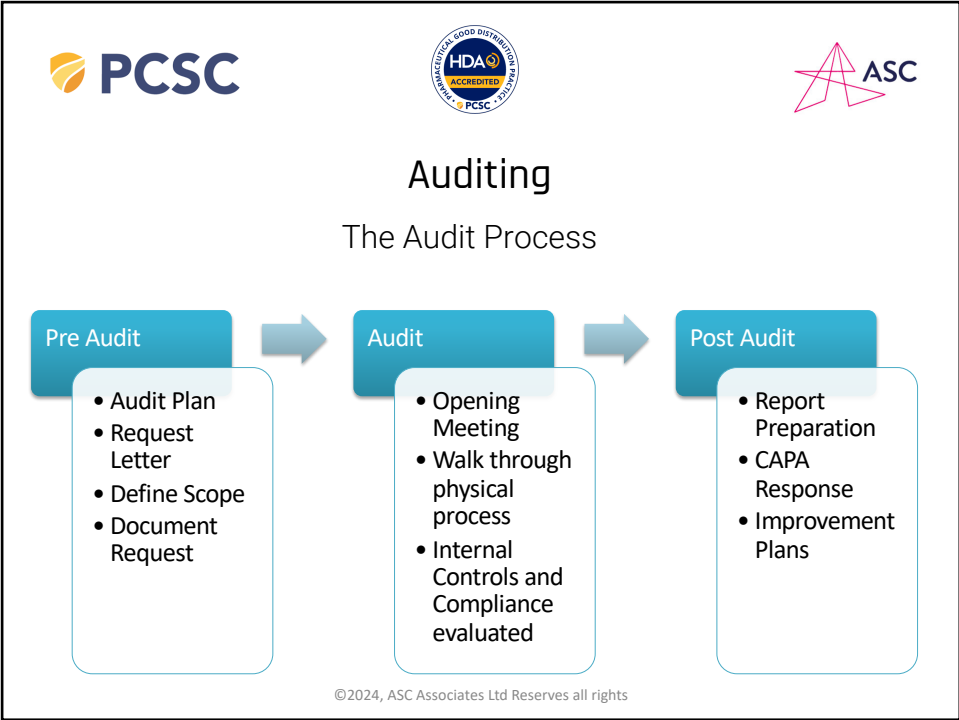 PCSC
PHARMACEUTICAL GOOD DISTRIBUTION PRACTICE
HDA
ACCREDITED
PCSC
ASC
Auditing
The Audit Process
Pre Audit
• Audit Plan
• Request
Letter
• Define Scope
• Document
Request
Audit
• Opening
Meeting
• Walk through
physical
process
• Internal
Controls and
Compliance
evaluated
Post Audit
• Report
Preparation
• CAPA
Response
• Improvement
Plans
©2024, ASC Associates Ltd Reserves all rights